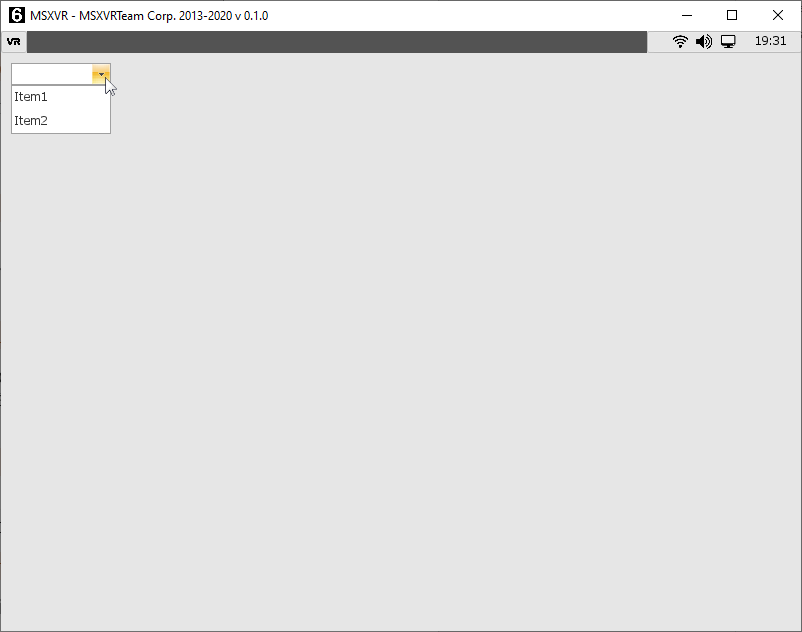 6 MSXVR - MSXVRTeam Corp. 2013-2020 v 0.1.0
VR 19:31
Item1
Item2